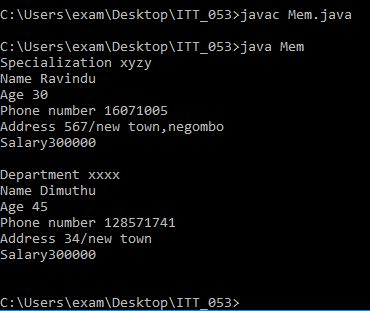 C:\Users\exam\Desktop\ITT_053>javac Mem.java
C:\Users\exam\Desktop\ITT_053>java Mem
Specialization xyzy
Name Ravindu
Age 30
Phone number 16071005
Address 567/new town,negombo
Salary300000
Department xxxx
Name Dimuthu
Age 45
Phone number 128571741
Address 34/new town
Salary300000
C:\Users\exam\Desktop\ITT_053>